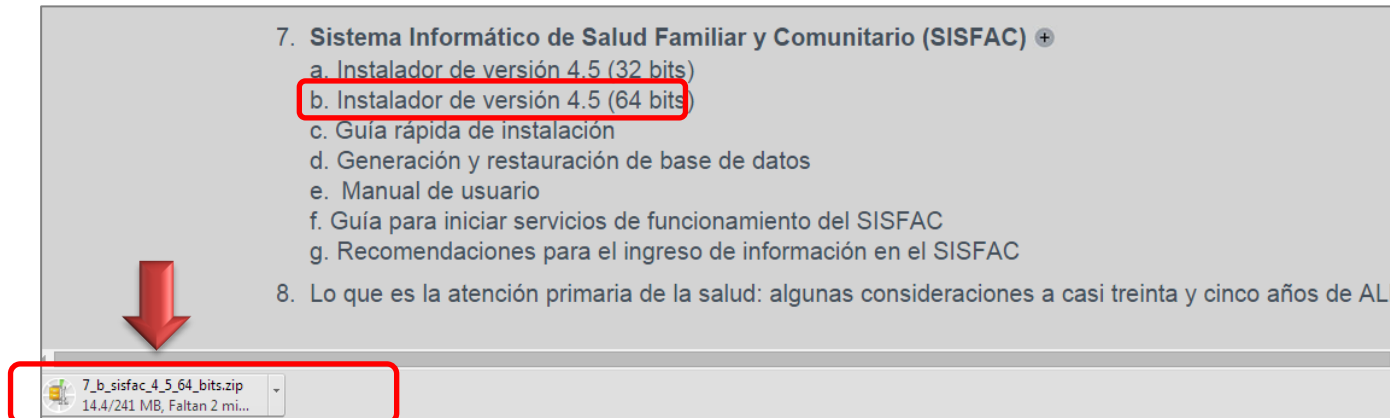 7. Sistema Informático de Salud Familiar y Comunitario (SISFAC)
a. Instalador de versión 4.5 (32 bits)
b. Instalador de versión 4.5 (64 bits)
c. Guía rápida de instalación
d. Generación y restauración de base de datos
e. Manual de usuario
f. Guía para iniciar servicios de funcionamiento del SISFAC
g. Recomendaciones para el ingreso de información en el SISFAC
8. Lo que es la atención primaria de la salud: algunas consideraciones a casi treinta y cinco años de AL
7_b_sisfac_4_5_64_bits.zip
14.4/241 MB, Faltan 2 mi...